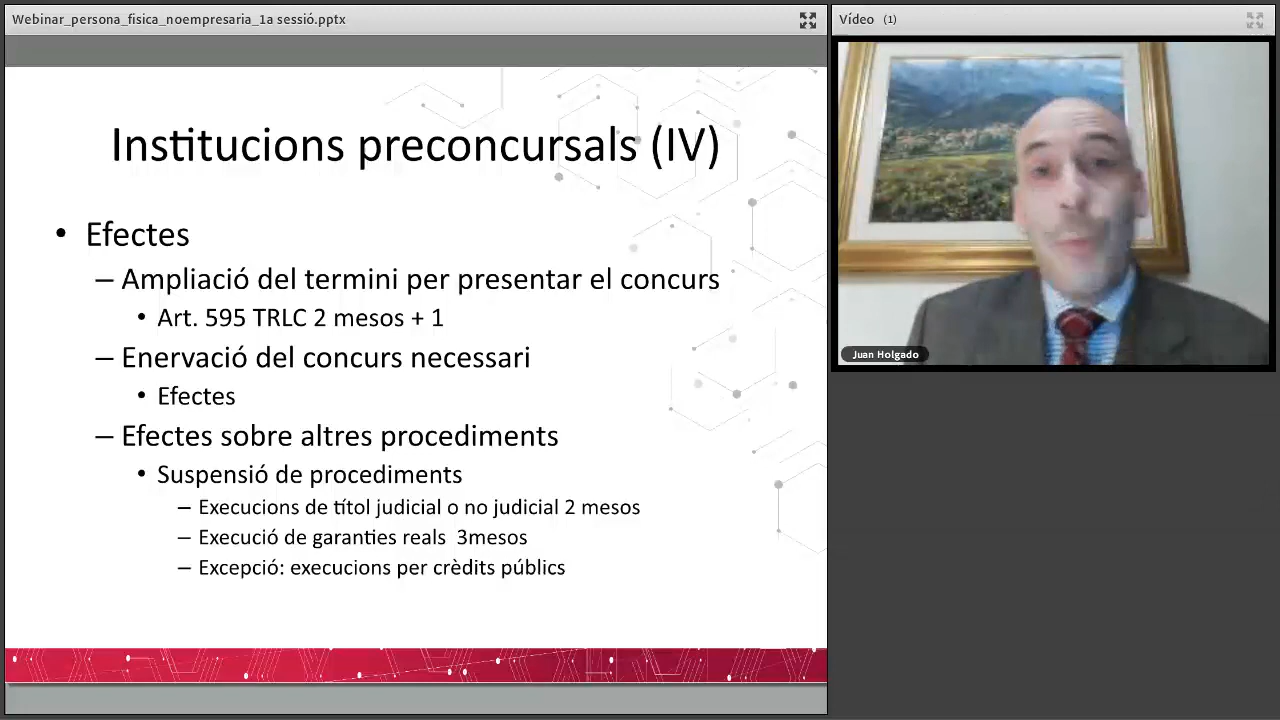 Webinar_persona_fisica_noempresaria_1a sessió.pptx
Vídeo (1)
Institucions preconcursals (IV)
• Efectes
– Ampliació del termini per presentar el concurs
• Art. 595 TRLC 2 mesos + 1
– Enervació del concurs necessari
• Efectes
– Efectes sobre altres procediments
• Suspensió de procediments
– Execucions de títol judicial o no judicial 2 mesos
– Execució de garanties reals 3mesos
– Excepció: execucions per crèdits públics
Juan Holgado